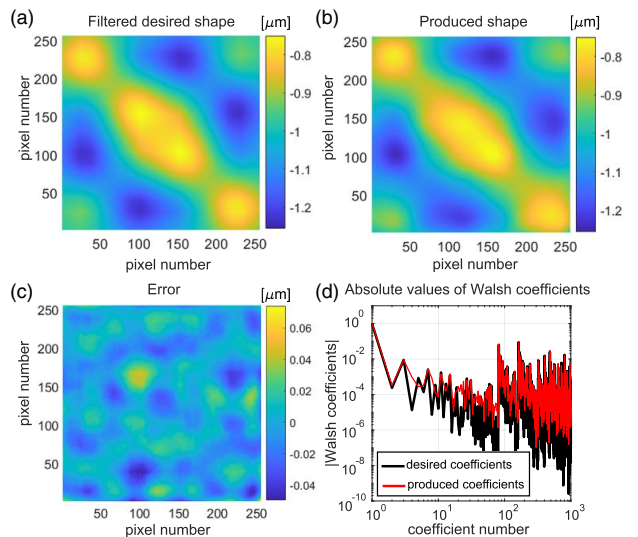 (a) Filtered desired shape [μm]
250
200
150
100
50
50 100 150 200 250
pixel number
pixel number
-0.8
-0.9
-1
-1.1
-1.2
(b) Produced shape [μm]
250
200
150
100
50
50 100 150 200 250
pixel number
pixel number
-0.8
-0.9
-1
-1.1
-1.2
(c) Error [μm]
250
200
150
100
50
50 100 150 200 250
pixel number
pixel number
0.06
0.04
0.02
0
-0.02
-0.04
(d) Absolute values of Walsh coefficients
10^0
10^-2
10^-4
10^-6
10^-8
10^-10
|Walsh coefficients|
desired coefficients
produced coefficients
10^0 10^1 10^2 10^3
coefficient number